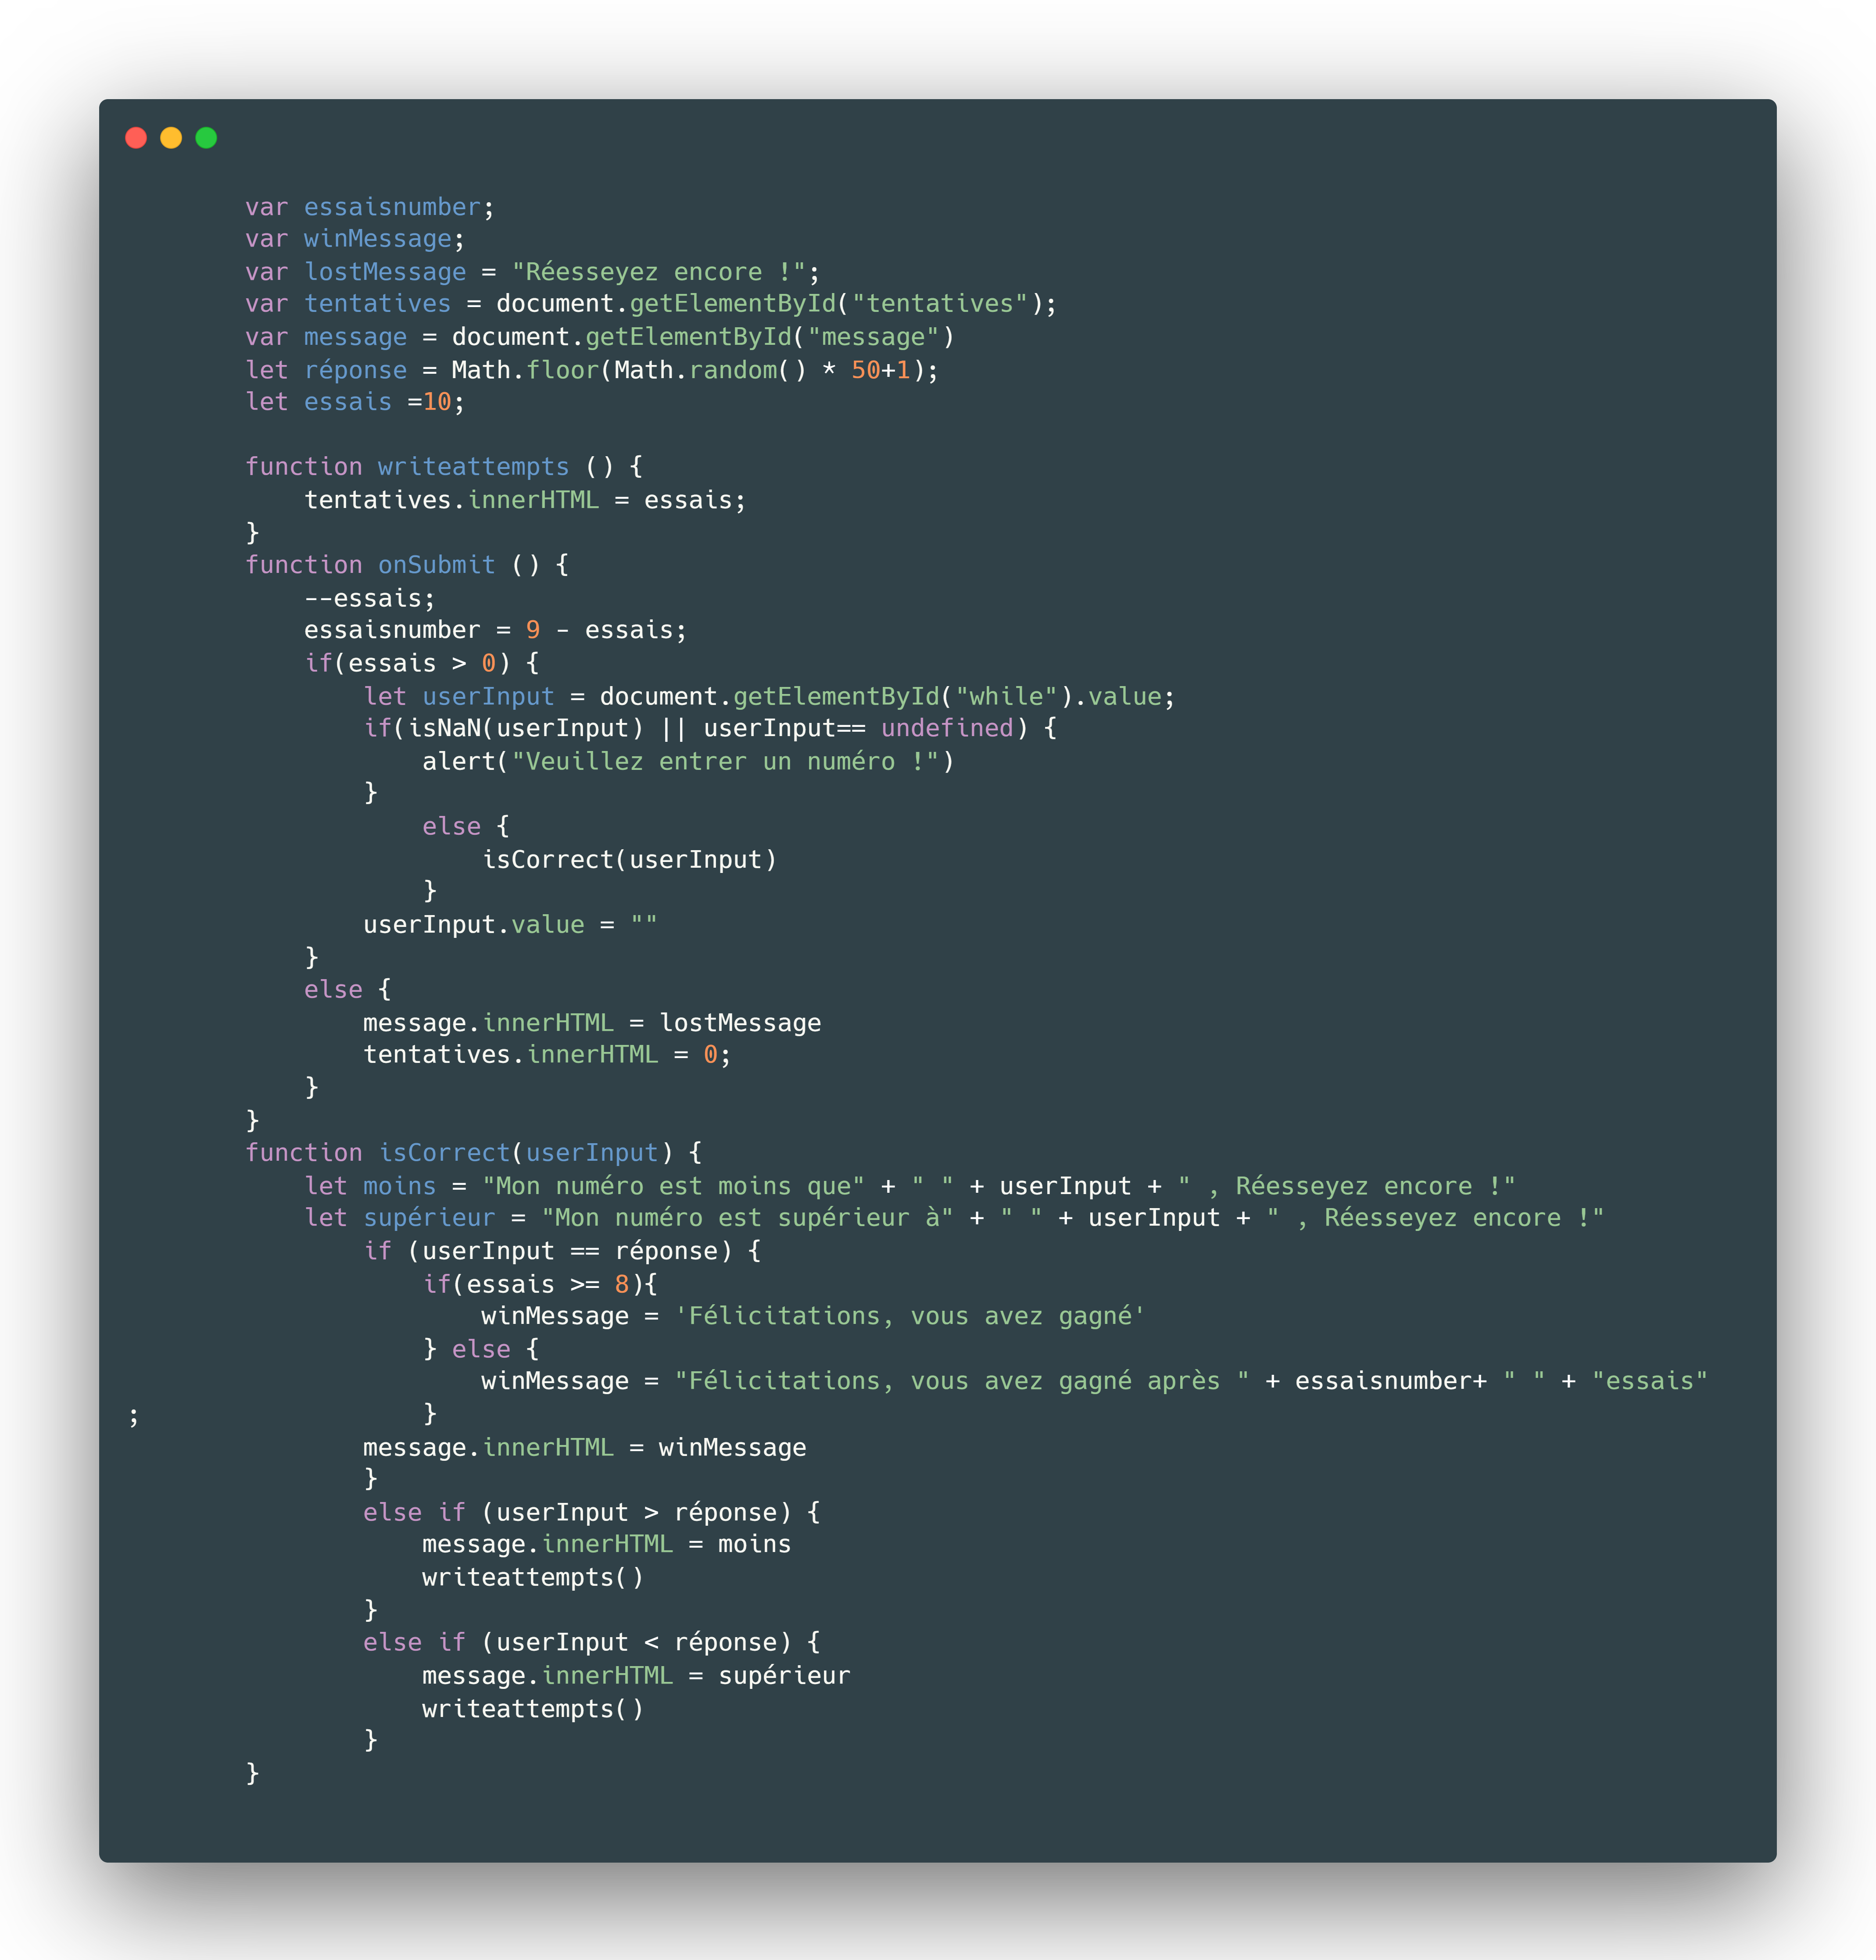 var essaisnumber;
var winMessage;
var lostMessage = "Réesseyez encore !";
var tentatives = document.getElementById("tentatives");
var message = document.getElementById("message")
let réponse = Math.floor(Math.random() * 50+1);
let essais =10;
function writeattempts () {
tentatives.innerHTML = essais;
}
function onSubmit () {
--essais;
essaisnumber = 9 - essais;
if(essais > 0) {
let userInput = document.getElementById("while").value;
if(isNaN(userInput) || userInput== undefined) {
alert("Veuillez entrer un numéro !")
}
else {
isCorrect(userInput)
}
userInput.value = ""
}
else {
message.innerHTML = lostMessage
tentatives.innerHTML = 0;
}
}
function isCorrect(userInput) {
let moins = "Mon numéro est moins que" + " " + userInput + " , Réesseyez encore !"
let supérieur = "Mon numéro est supérieur à" + " " + userInput + " , Réesseyez encore !"
if (userInput == réponse) {
if(essais >= 8){
winMessage = 'Félicitations, vous avez gagné'
} else {
winMessage = "Félicitations, vous avez gagné après " + essaisnumber+ " " + "essais"
; }
message.innerHTML = winMessage
}
else if (userInput > réponse) {
message.innerHTML = moins
writeattempts()
}
else if (userInput < réponse) {
message.innerHTML = supérieur
writeattempts()
}
}